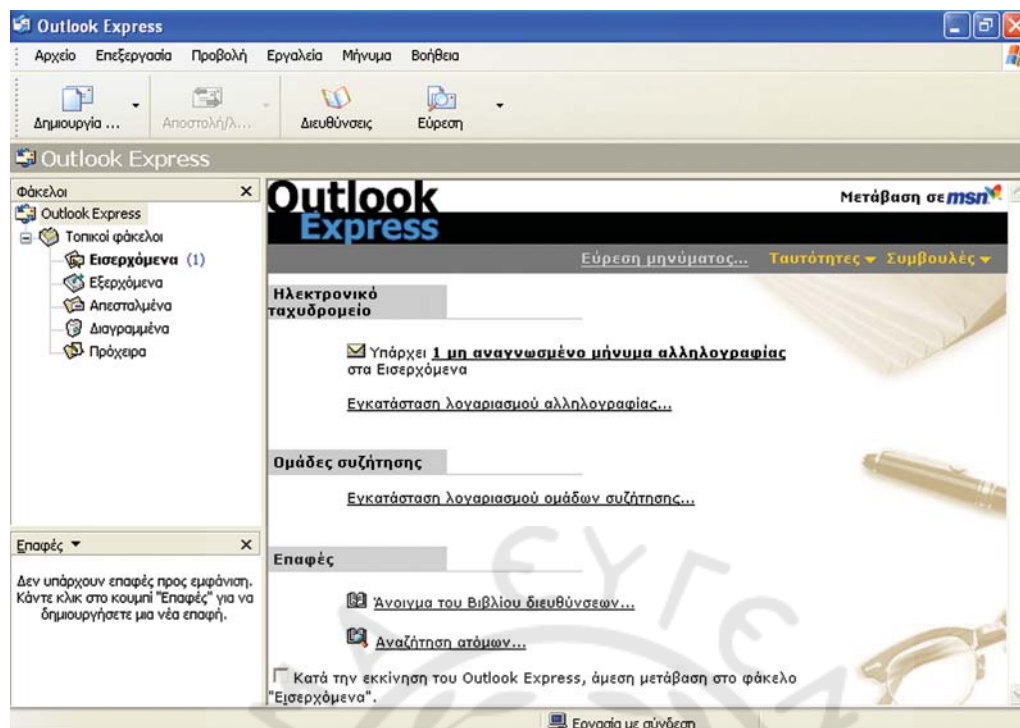 Outlook Express
Αρχείο Επεξεργασία Προβολή Εργαλεία Μήνυμα Βοήθεια
Δημιουργία ... Αποστολή/λ... Διευθύνσεις Εύρεση
Outlook Express
Φάκελοι
Outlook Express
Τοπικοί φάκελοι
Εισερχόμενα (1)
Εξερχόμενα
Απεσταλμένα
Διαγραμμένα
Πρόχειρα
Επαφές
Δεν υπάρχουν επαφές προς εμφάνιση.
Κάντε κλικ στο κουμπί "Επαφές" για να
δημιουργήσετε μια νέα επαφή.
Outlook
Express
Μετάβαση σε msn
Εύρεση μηνύματος... Ταυτότητες Συμβουλές
Ηλεκτρονικό
ταχυδρομείο
Υπάρχει 1 μη αναγνωσμένο μήνυμα αλληλογραφίας
στα Εισερχόμενα
Εγκατάσταση λογαριασμού αλληλογραφίας...
Ομάδες συζήτησης
Εγκατάσταση λογαριασμού ομάδων συζήτησης...
Επαφές
Άνοιγμα του Βιβλίου διευθύνσεων...
Αναζήτηση ατόμων...
Κατά την εκκίνηση του Outlook Express, άμεση μετάβαση στο φάκελο
"Εισερχόμενα".
Εργασία με σύνδεση